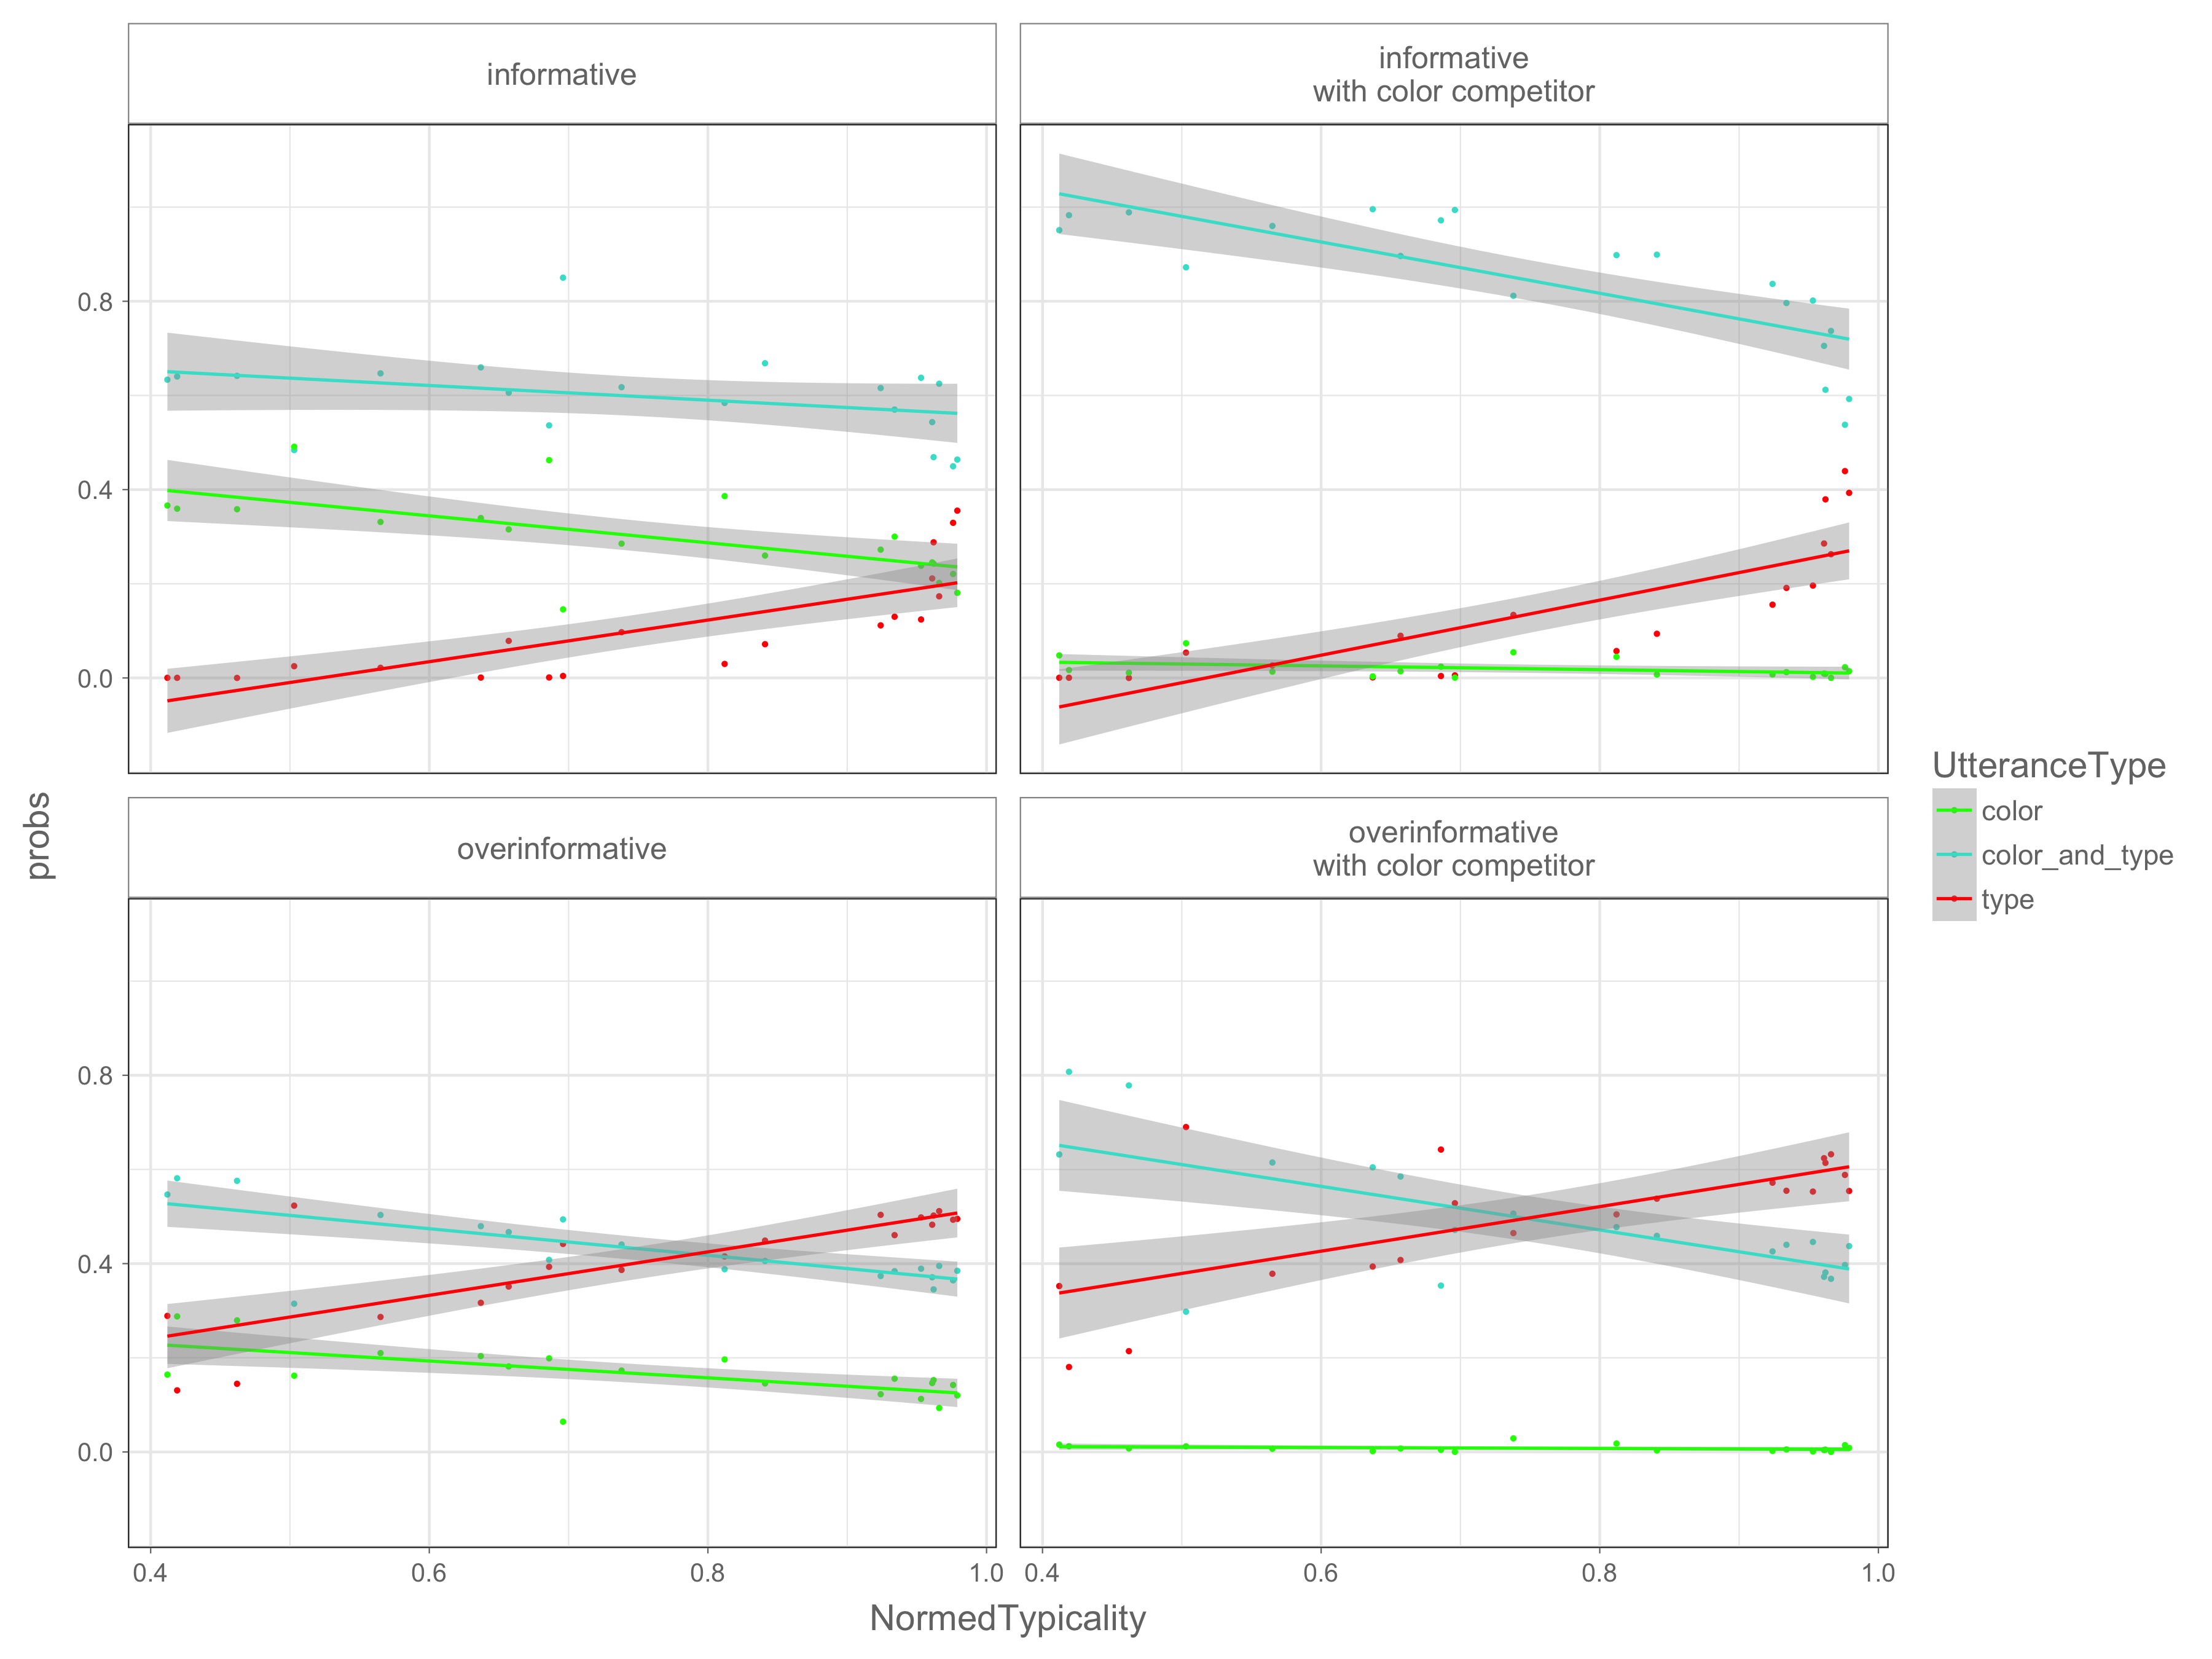 informative
informative
with color competitor
0.8
0.4
0.0
overinformative
overinformative
with color competitor
0.8
0.4
0.0
0.4 0.6 0.8 1.0
0.4 0.6 0.8 1.0
NormedTypicality
probs
UtteranceType
color
color_and_type
type